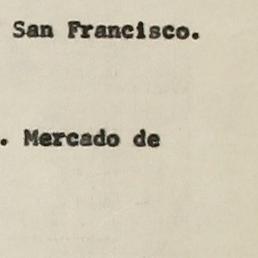 San Francisco.
. Mercado de